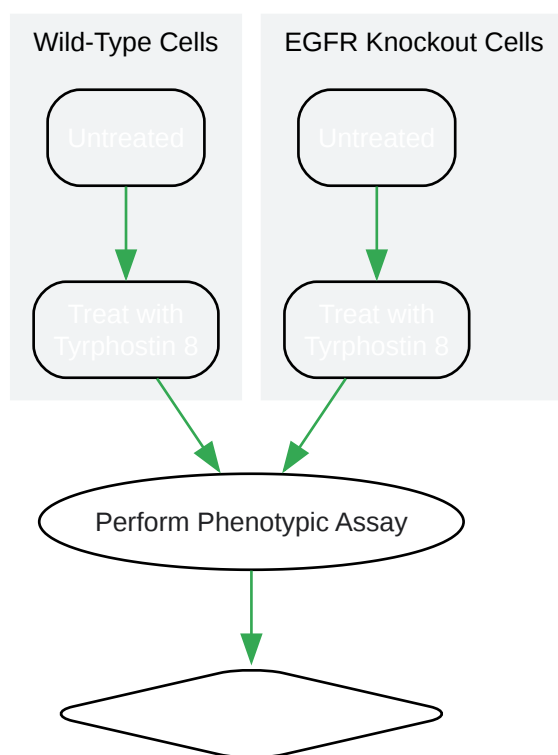 Wild-Type Cells
EGFR Knockout Cells
Untreated
Untreated
Treat with
Tyrphostin 8
Treat with
Tyrphostin 8
Perform Phenotypic Assay